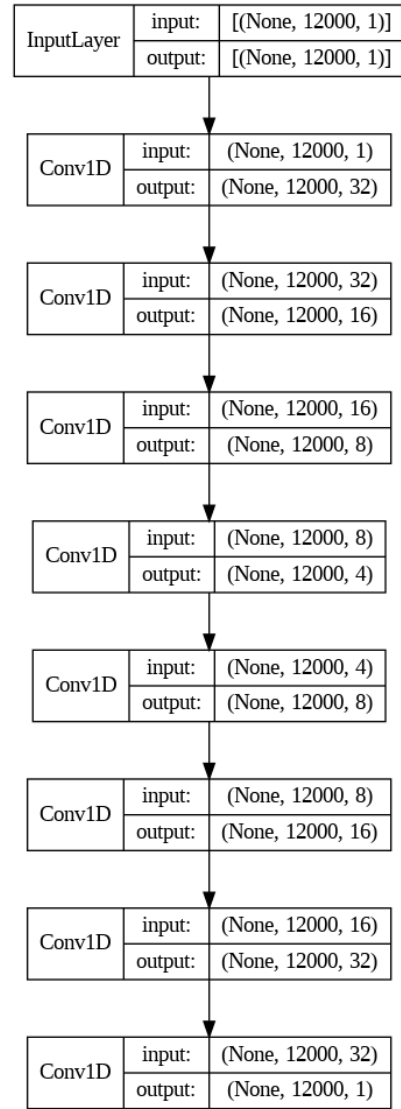 InputLayer
input: [(None, 12000, 1)]
output: [(None, 12000, 1)]
Conv1D
input: (None, 12000, 1)
output: (None, 12000, 32)
Conv1D
input: (None, 12000, 32)
output: (None, 12000, 16)
Conv1D
input: (None, 12000, 16)
output: (None, 12000, 8)
Conv1D
input: (None, 12000, 8)
output: (None, 12000, 4)
Conv1D
input: (None, 12000, 4)
output: (None, 12000, 8)
Conv1D
input: (None, 12000, 8)
output: (None, 12000, 16)
Conv1D
input: (None, 12000, 16)
output: (None, 12000, 32)
Conv1D
input: (None, 12000, 32)
output: (None, 12000, 1)